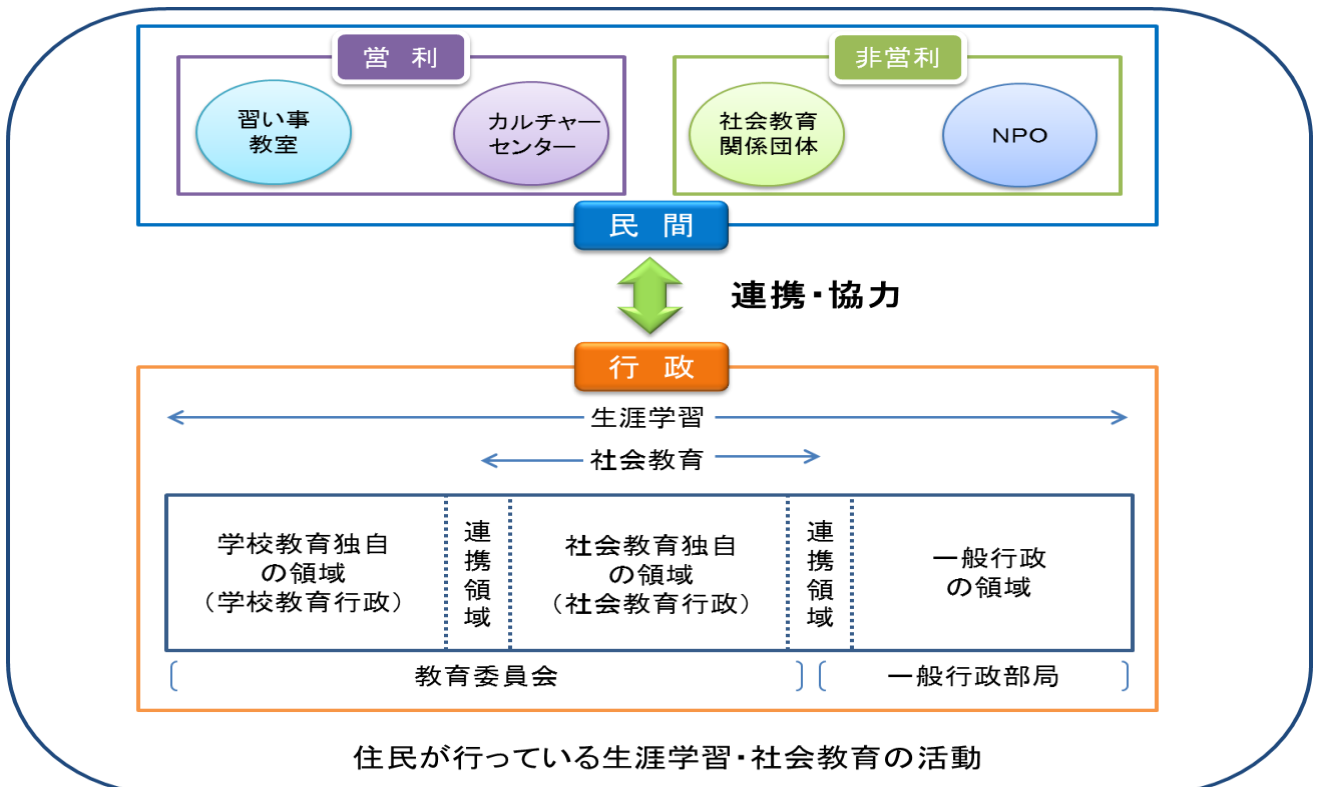 営 利
非営利
習い事
教室
カルチャー
センター
社会教育
関係団体
NPO
民 間
連携・協力
行 政
生涯学習
社会教育
学校教育独自
の領域
（学校教育行政）
連携領域
社会教育独自
の領域
（社会教育行政）
連携領域
一般行政
の領域
〔 教育委員会 〕
〔 一般行政部局 〕
住民が行っている生涯学習・社会教育の活動